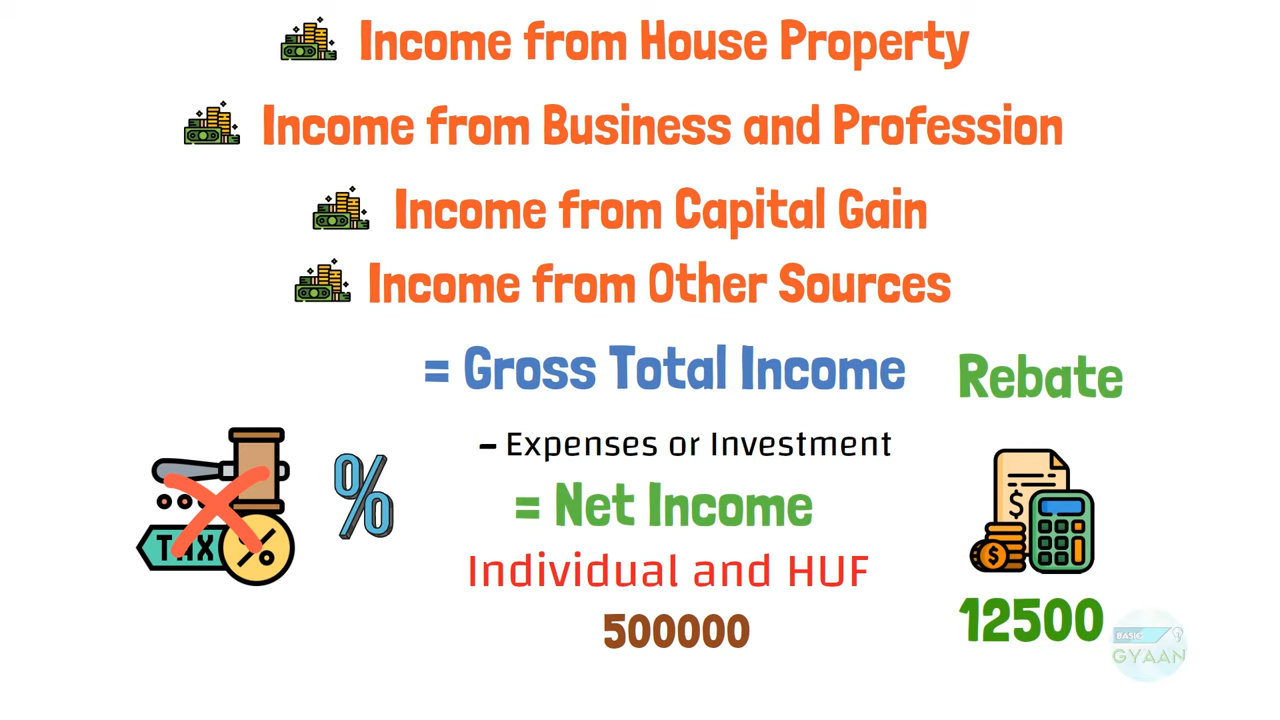 Income from House Property
Income from Business and Profession
Income from Capital Gain
Income from Other Sources
= Gross Total Income
Rebate
- Expenses or Investment
= Net Income
%
TAX %
$
$
Individual and HUF
500000
12500
BASIC
GYAAN